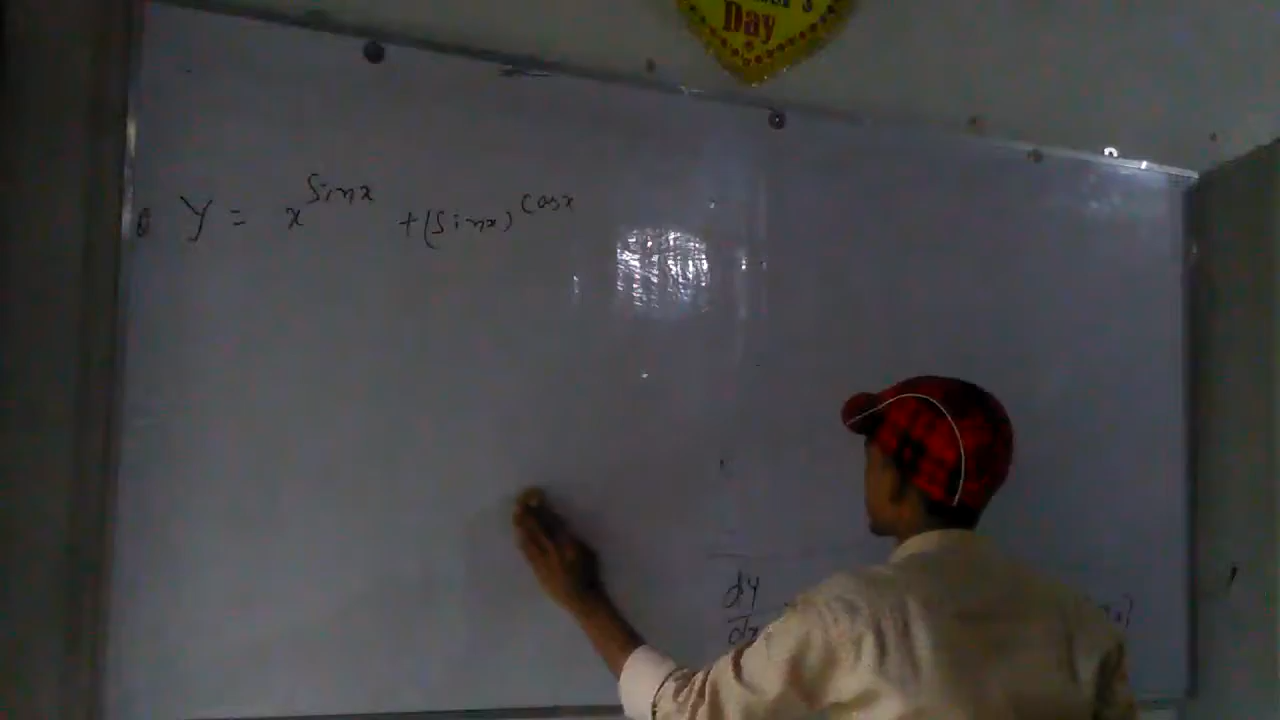 Day
Y = x^sinx + (sinx)^cosx
dy
dx